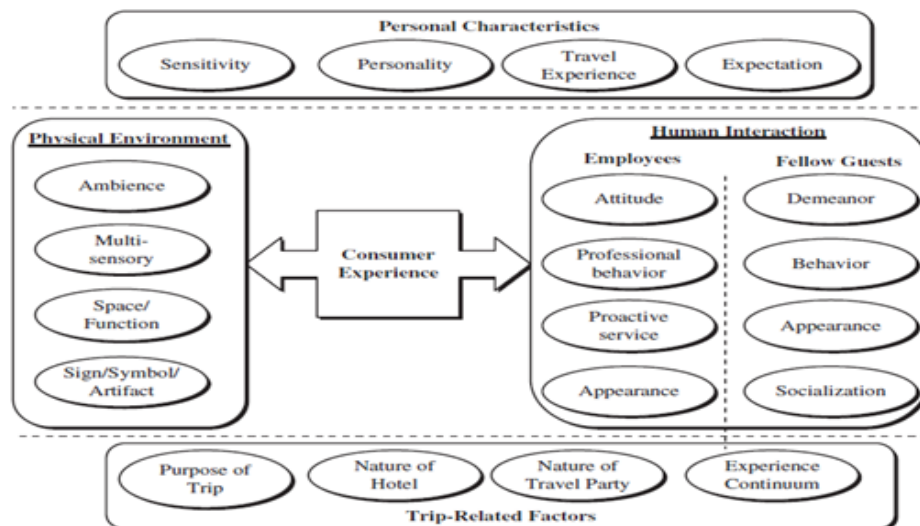 Personal Characteristics
Sensitivity
Personality
Travel
Experience
Expectation
Physical Environment
Ambience
Multi-
sensory
Space/
Function
Sign/Symbol/
Artifact
Consumer
Experience
Human Interaction
Employees
Attitude
Professional
behavior
Proactive
service
Appearance
Fellow Guests
Demeanor
Behavior
Appearance
Socialization
Purpose of
Trip
Nature of
Hotel
Nature of
Travel Party
Experience
Continuum
Trip-Related Factors